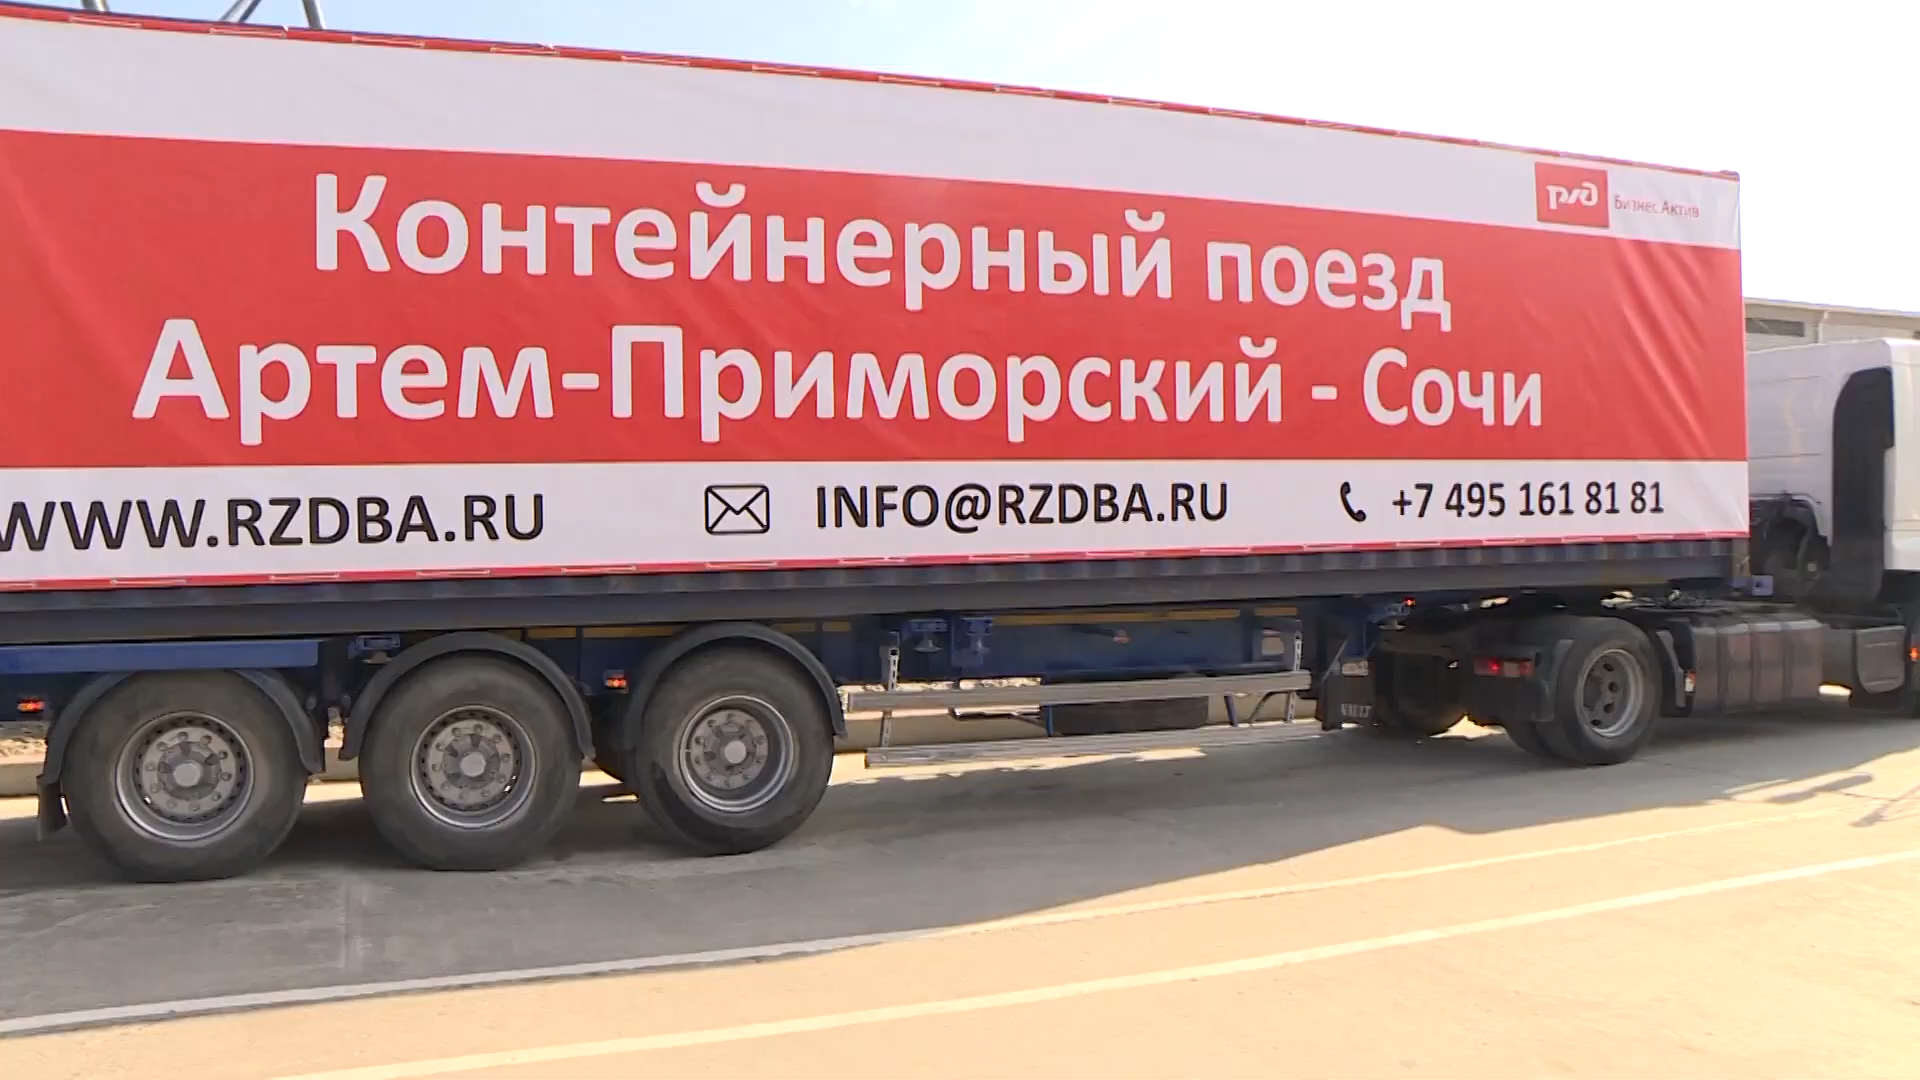 ржд Бизнес Актив
Контейнерный поезд
Артем-Приморский - Сочи
WWW.RZDBA.RU INFO@RZDBA.RU +7 495 161 81 81